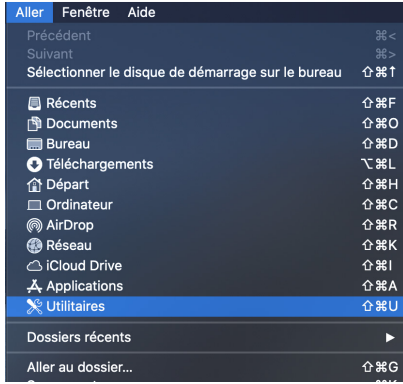 Aller Fenêtre Aide
Précédent ⌘<
Suivant ⌘>
Sélectionner le disque de démarrage sur le bureau ⇧⌘↑
Récents ⇧⌘F
Documents ⇧⌘O
Bureau ⇧⌘D
Téléchargements ⌥⌘L
Départ ⇧⌘H
Ordinateur ⇧⌘C
AirDrop ⇧⌘R
Réseau ⇧⌘K
iCloud Drive ⇧⌘I
Applications ⇧⌘A
Utilitaires ⇧⌘U
Dossiers récents ▶
Aller au dossier... ⇧⌘G